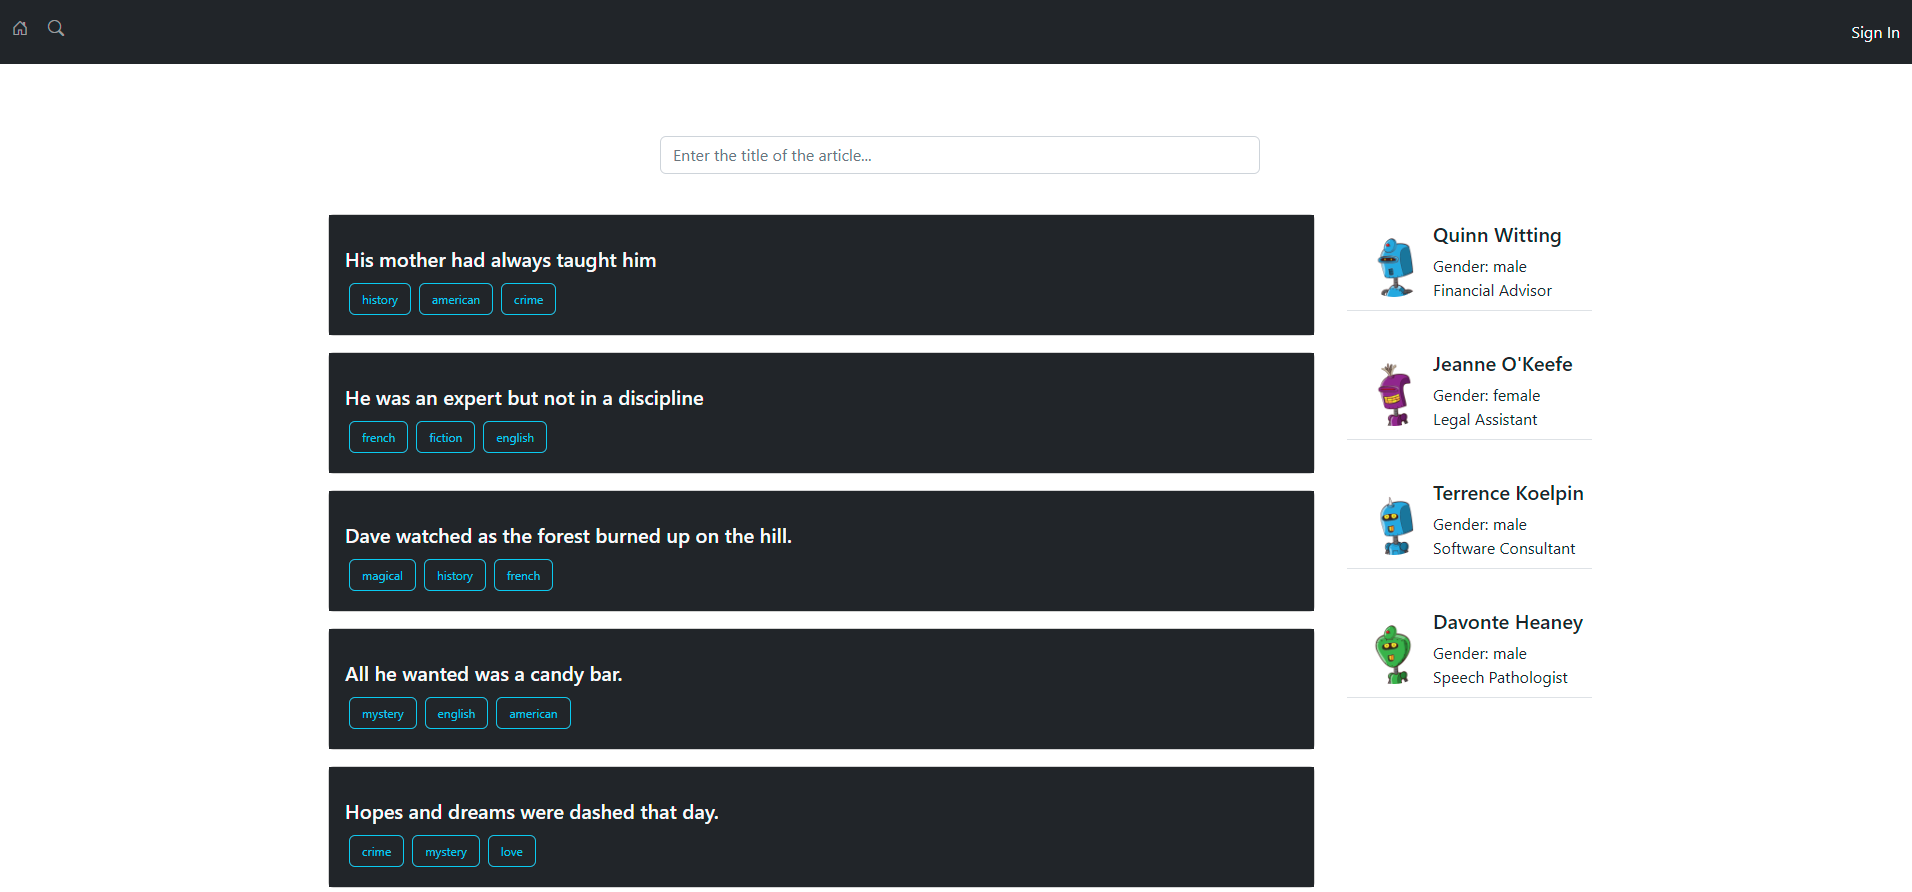 Sign In
Enter the title of the article...
His mother had always taught him
history american crime
He was an expert but not in a discipline
french fiction english
Dave watched as the forest burned up on the hill.
magical history french
All he wanted was a candy bar.
mystery english american
Hopes and dreams were dashed that day.
crime mystery love
Quinn Witting
Gender: male
Financial Advisor
Jeanne O'Keefe
Gender: female
Legal Assistant
Terrence Koelpin
Gender: male
Software Consultant
Davonte Heaney
Gender: male
Speech Pathologist